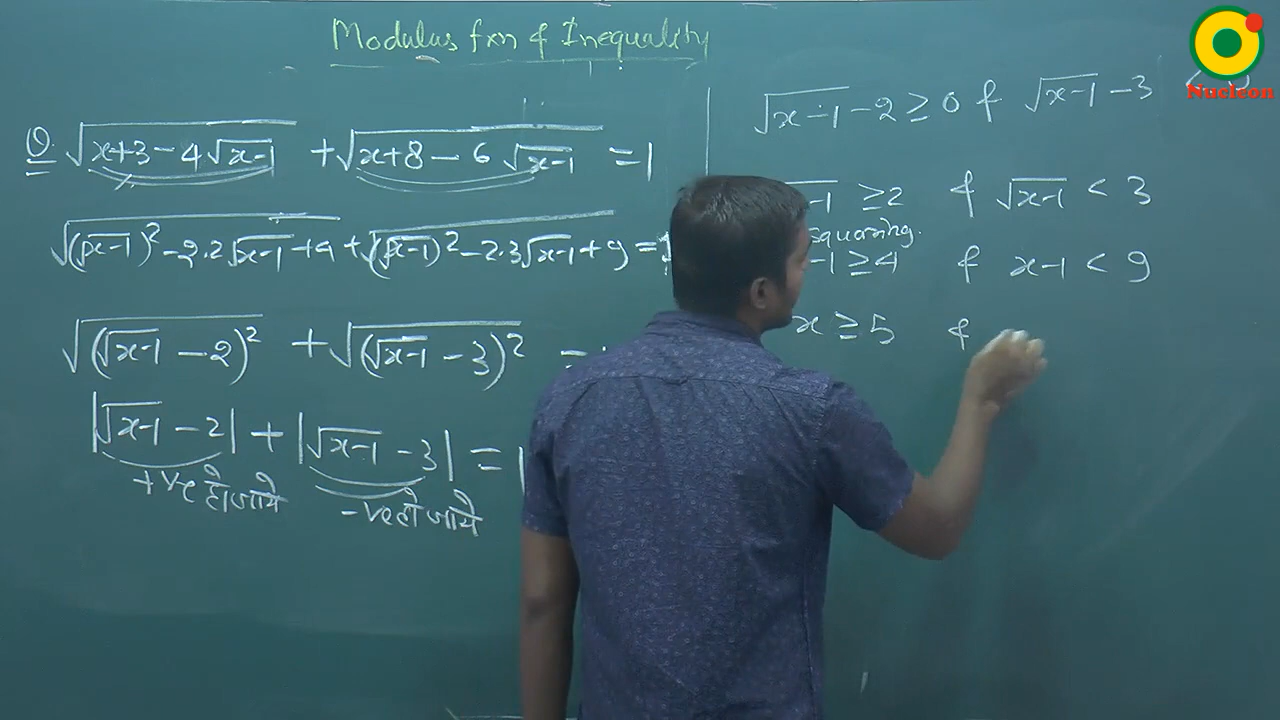 Modulus fxn & Inequality
Q. √(x+3-4√(x-1)) + √(x+8-6√(x-1)) = 1
√((√x-1)²-2·2√x-1+4) + √((√x-1)²-2·3√x-1+9) = 1
√((√x-1 -2)²) + √((√x-1 -3)²) =
|√x-1 -2| + |√x-1 -3| = 1
+ve हो जाये -ve हो जाये
√x-1 -2 ≥ 0 & √x-1 -3 < 0
-1 ≥2 & √x-1 < 3
squaring.
-1 ≥4 & x-1 < 9
x ≥ 5 &
Nucleon